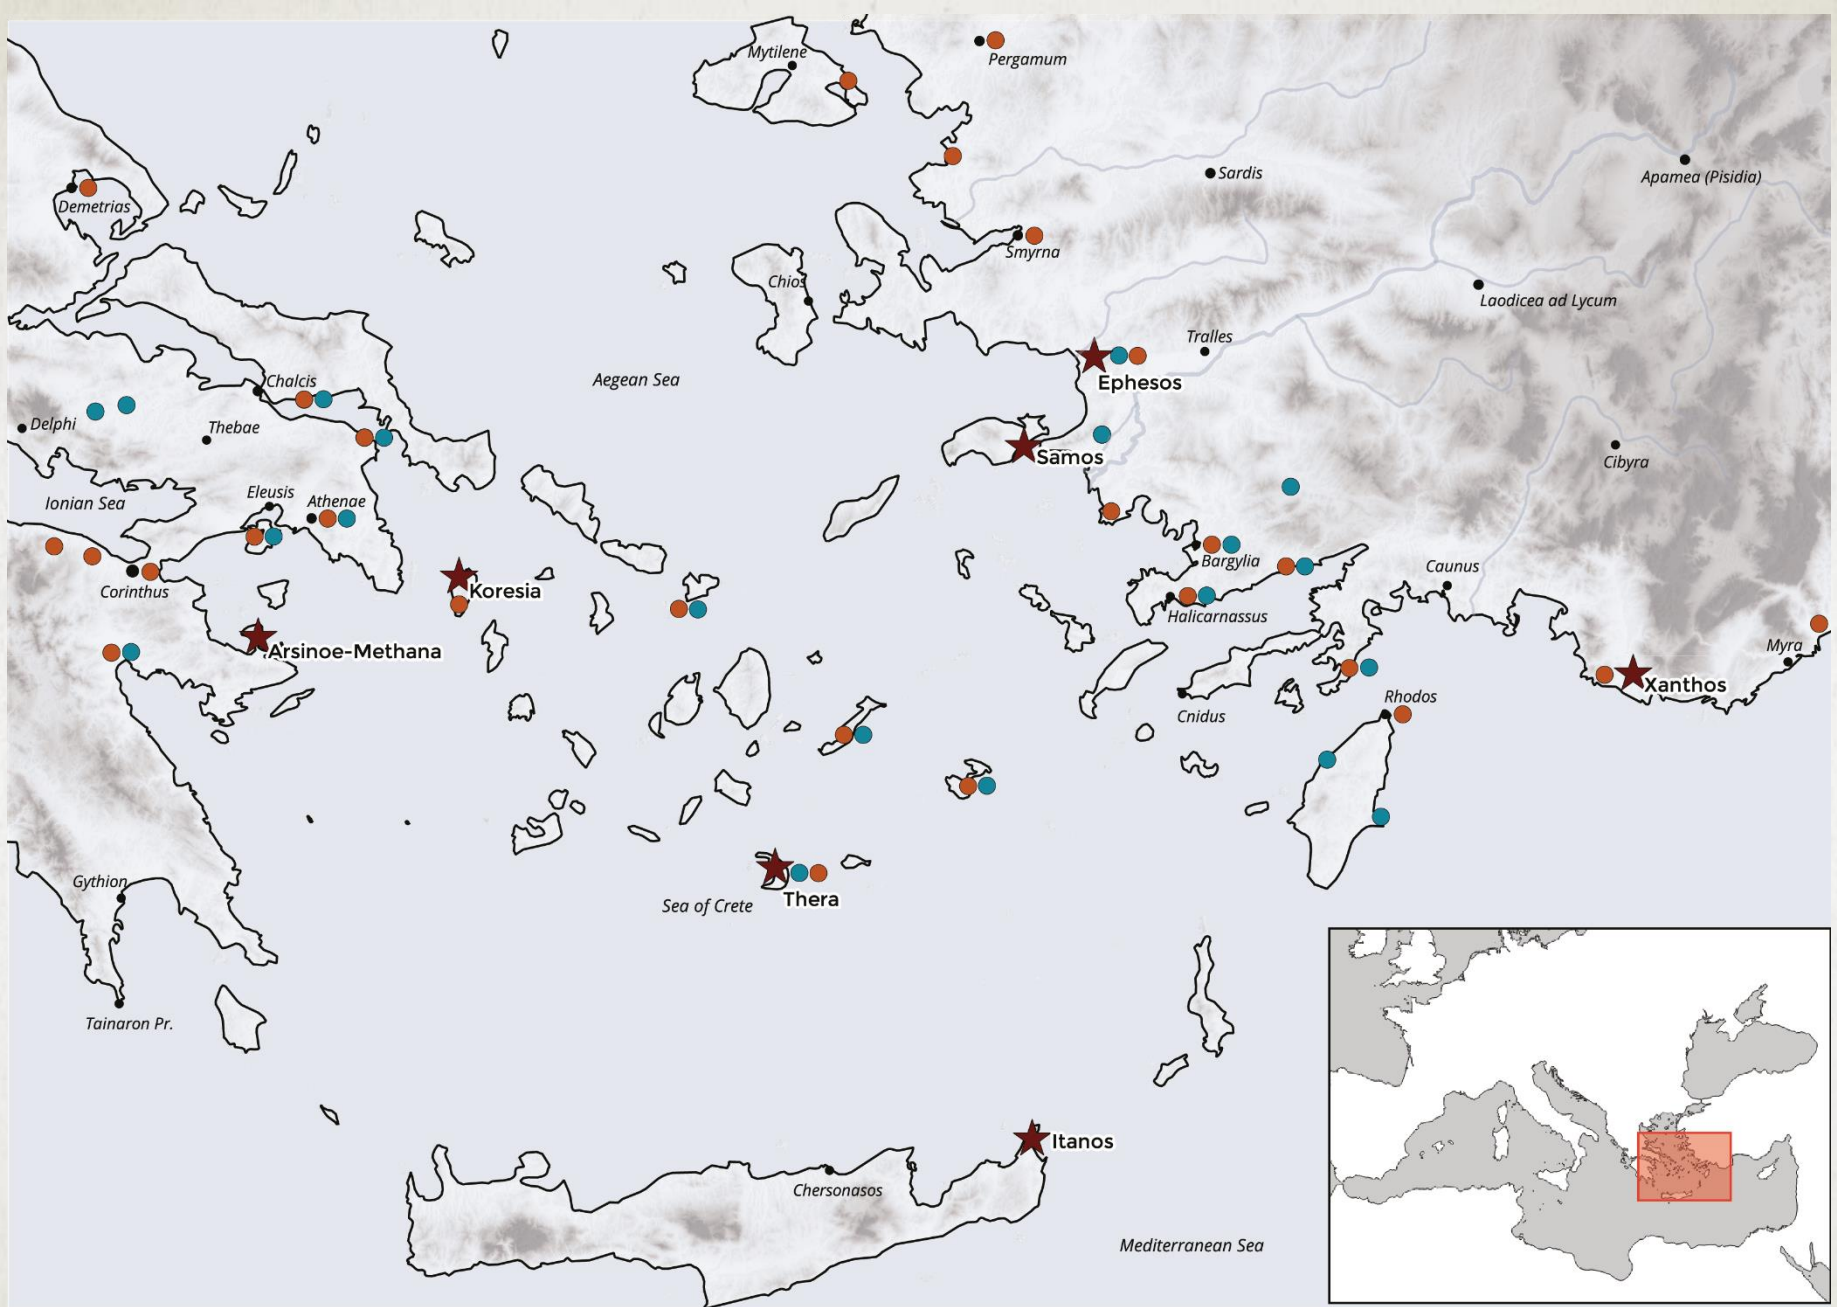 Mytilene
Pergamum
Sardis
Apamea (Pisidia)
Demetrias
Smyrna
Chios
Laodicea ad Lycum
Tralles
Aegean Sea
Chalcis
Ephesos
Delphi
Thebae
Samos
Cibyra
Ionian Sea
Eleusis
Athenae
Bargylia
Caunus
Corinthus
Koresia
Halicarnassus
Arsinoe-Methana
Myra
Xanthos
Rhodos
Cnidus
Gythion
Thera
Sea of Crete
Tainaron Pr.
Itanos
Chersonasos
Mediterranean Sea